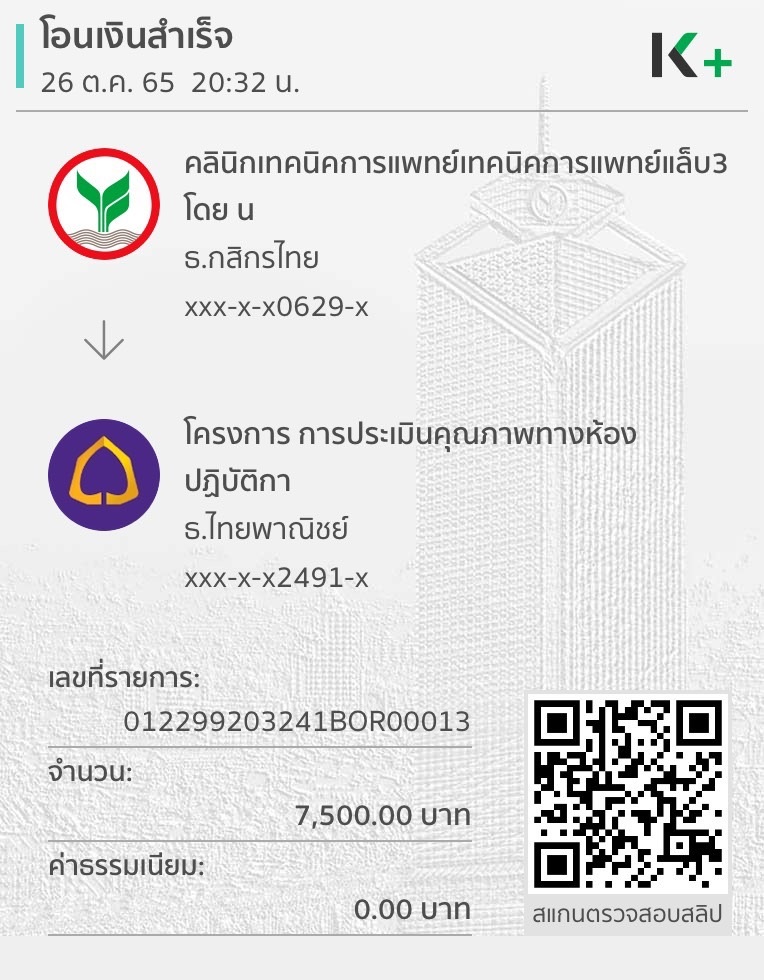 โอนเงินสำเร็จ
26 ต.ค. 65 20:32 น.
K+
คลินิกเทคนิคการแพทย์เทคนิคการแพทย์แล็บ3
โดย น
ธ.กสิกรไทย
xxx-x-x0629-x
โครงการ การประเมินคุณภาพทางห้อง
ปฏิบัติกา
ธ.ไทยพาณิชย์
xxx-x-x2491-x
เลขที่รายการ:
012299203241BOR00013
จำนวน:
7,500.00 บาท
ค่าธรรมเนียม:
0.00 บาท
สแกนตรวจสอบสลิป